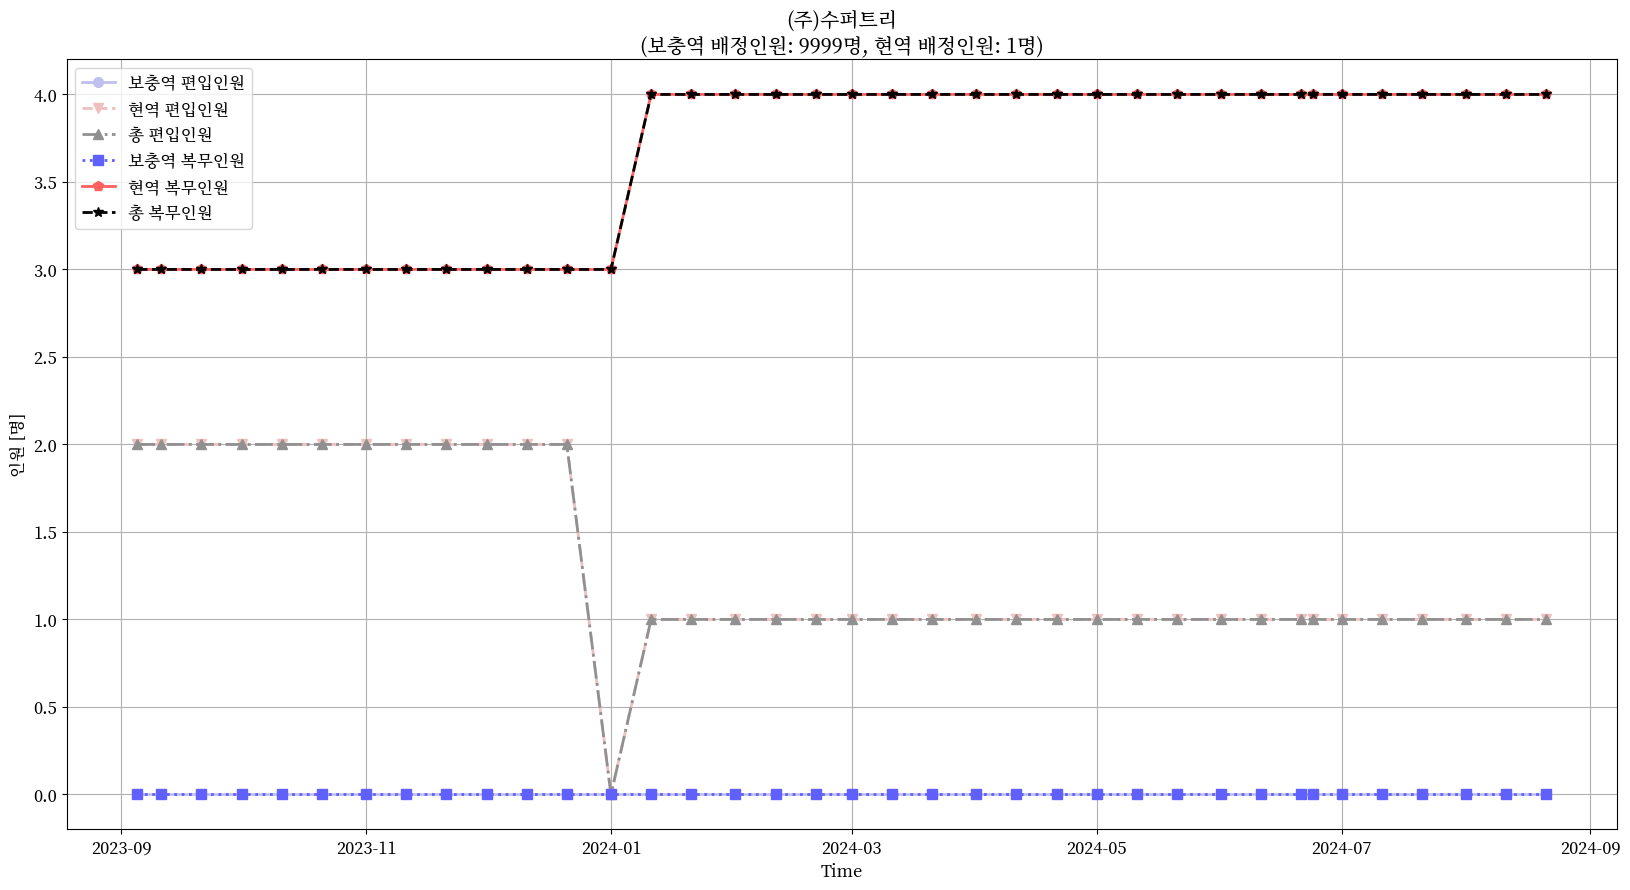 (주)수퍼트리
(보충역 배정인원: 9999명, 현역 배정인원: 1명)
보충역 편입인원
현역 편입인원
총 편입인원
보충역 복무인원
현역 복무인원
총 복무인원
인원 [명]
4.0
3.5
3.0
2.5
2.0
1.5
1.0
0.5
0.0
2023-09 2023-11 2024-01 2024-03 2024-05 2024-07 2024-09
Time